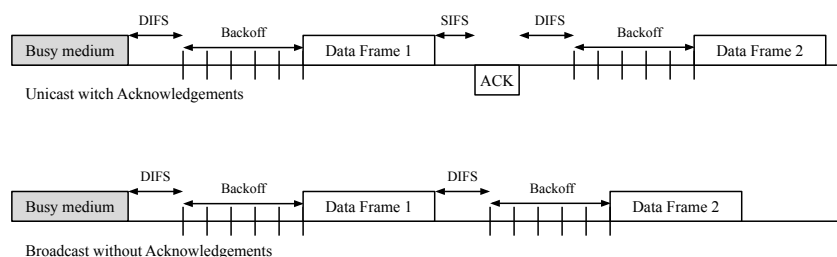 DIFS SIFS DIFS
Backoff Backoff
Busy medium Data Frame 1 Data Frame 2
ACK
Unicast witch Acknowledgements
DIFS DIFS
Backoff Backoff
Busy medium Data Frame 1 Data Frame 2
Broadcast without Acknowledgements